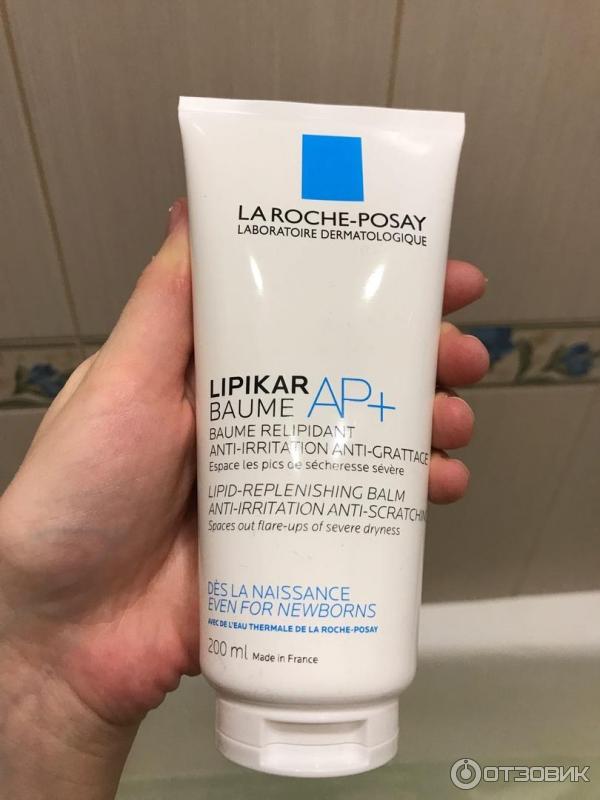 LA ROCHE-POSAY
LABORATOIRE DERMATOLOGIQUE
LIPIKAR
BAUME AP+
BAUME RELIPIDANT
ANTI-IRRITATION ANTI-GRATTAGE
Espace les pics de sécheresse sévère
LIPID-REPLENISHING BALM
ANTI-IRRITATION ANTI-SCRATCHING
Spaces out flare-ups of severe dryness
DÈS LA NAISSANCE
EVEN FOR NEWBORNS
AVEC DE L'EAU THERMALE DE LA ROCHE-POSAY
200 ml Made in France
ОТЗОВИК